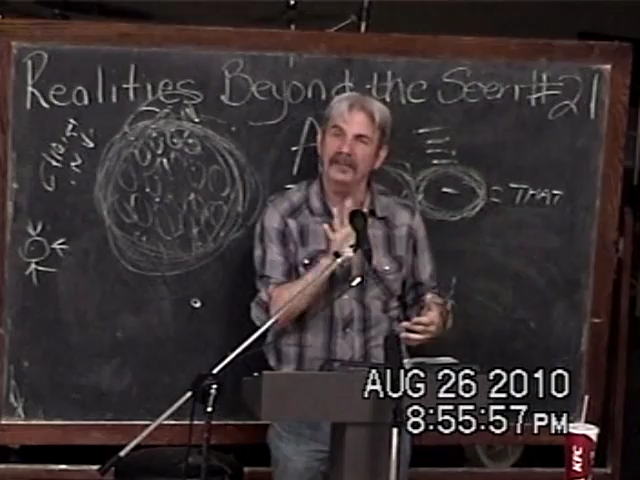 Realities Beyond the Seen #21
= THAT
AUG 26 2010
8:55:57 PM
KFC